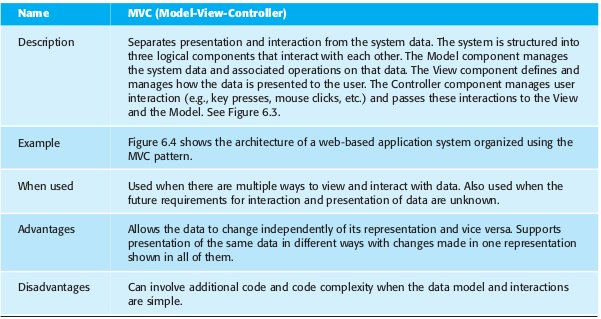 Name MVC (Model-View-Controller)
Description Separates presentation and interaction from the system data. The system is structured into
three logical components that interact with each other. The Model component manages
the system data and associated operations on that data. The View component defines and
manages how the data is presented to the user. The Controller component manages user
interaction (e.g., key presses, mouse clicks, etc.) and passes these interactions to the View
and the Model. See Figure 6.3.
Example Figure 6.4 shows the architecture of a web-based application system organized using the
MVC pattern.
When used Used when there are multiple ways to view and interact with data. Also used when the
future requirements for interaction and presentation of data are unknown.
Advantages Allows the data to change independently of its representation and vice versa. Supports
presentation of the same data in different ways with changes made in one representation
shown in all of them.
Disadvantages Can involve additional code and code complexity when the data model and interactions
are simple.